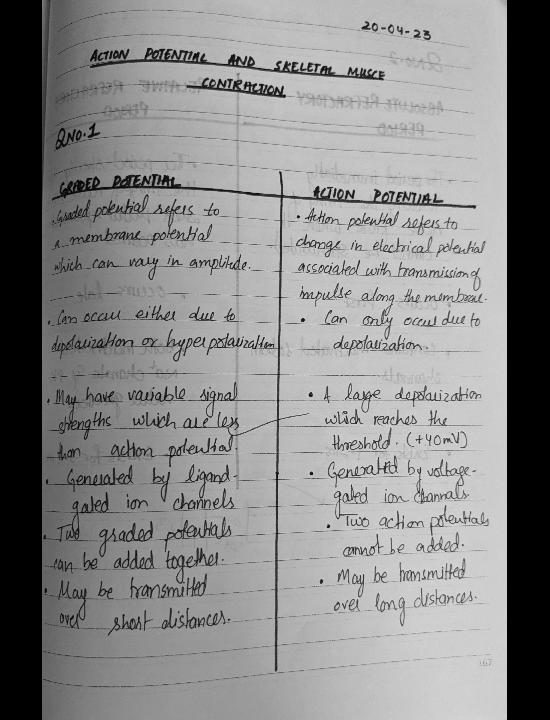 20-04-23
ACTION POTENTIAL AND SKELETAL MUSCE
CONTRACTION
QNO.1
GRADED POTENTIAL
. Graded potential refers to
a membrane potential
which can vary in amplitude.
. Can occur either due to
depolarization or hyperpolarization
. May have variable signal
strengths which are less
than action potential.
. Generated by ligand-
gated ion channels
. Two graded potentials
can be added together.
. May be transmitted
over short distances.
ACTION POTENTIAL
. Action potential refers to
change in electrical potential
associated with transmission of
impulse along the membrane.
. Can only occur due to
depolarization.
. A large depolarization
which reaches the
threshold. (+40mV)
. Generated by voltage-
gated ion channals.
. Two action potentials
cannot be added.
. May be transmitted
over long distances.